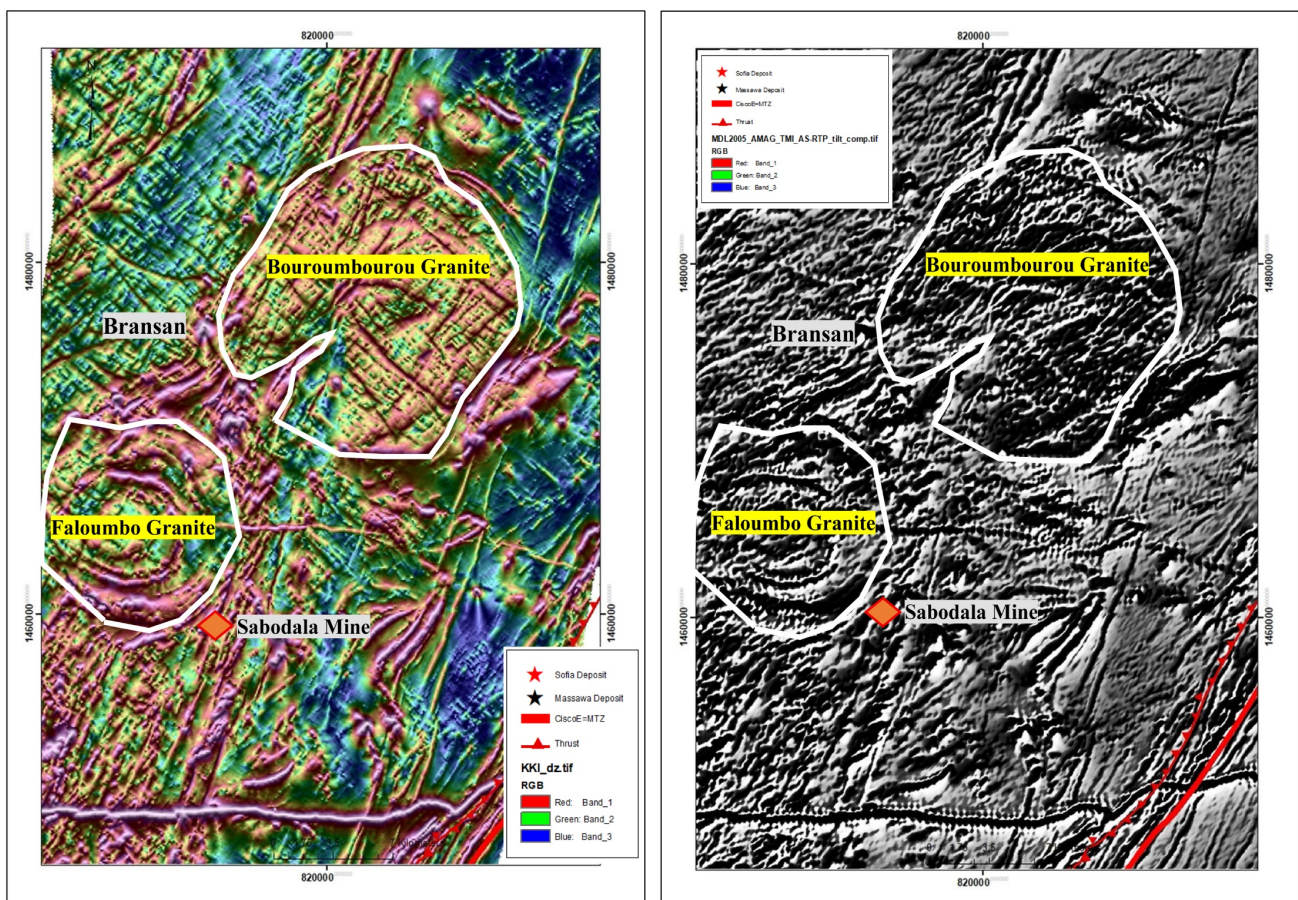 820000
N
1480000
1480000
Bouroumbourou Granite
Bransan
Faloumbo Granite
1460000
1460000
Sabodala Mine
Sofia Deposit
Massawa Deposit
CiscoE=MTZ
Thrust
KKI_dz.tif
RGB
Red: Band_1
Green: Band_2
Blue: Band_3
820000
820000
Sofia Deposit
Massawa Deposit
CiscoE=MTZ
Thrust
MDL2005_AMAG_TMI_AS-RTP_tilt_comp.tif
RGB
Red: Band_1
Green: Band_2
Blue: Band_3
1480000
1480000
Bouroumbourou Granite
Bransan
Faloumbo Granite
1460000
1460000
Sabodala Mine
820000